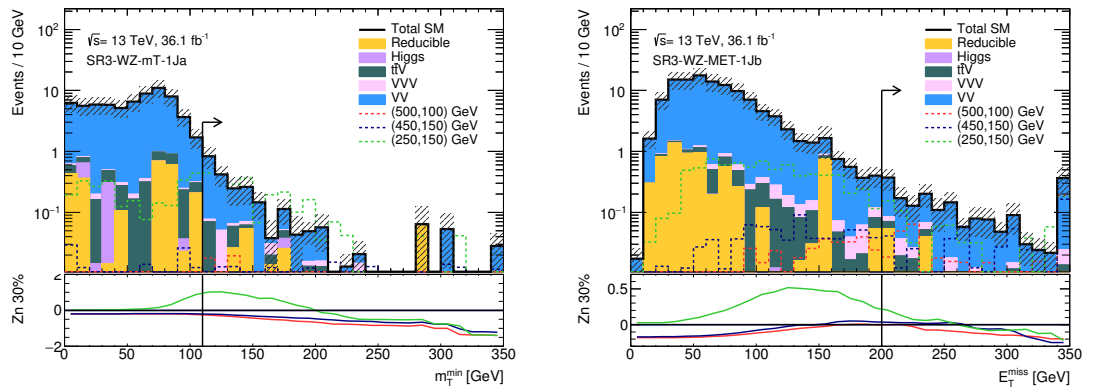 Events / 10 GeV
10²
10
1
10⁻¹
√s= 13 TeV, 36.1 fb⁻¹
SR3-WZ-mT-1Ja
Total SM
Reducible
Higgs
tt̄V
VVV
VV
(500,100) GeV
(450,150) GeV
(250,150) GeV
Zn 30%
2
0
−2
0 50 100 150 200 250 300 350
m_T^min [GeV]
Events / 10 GeV
10²
10
1
10⁻¹
√s= 13 TeV, 36.1 fb⁻¹
SR3-WZ-MET-1Jb
Total SM
Reducible
Higgs
tt̄V
VVV
VV
(500,100) GeV
(450,150) GeV
(250,150) GeV
Zn 30%
0.5
0
0 50 100 150 200 250 300 350
E_T^miss [GeV]